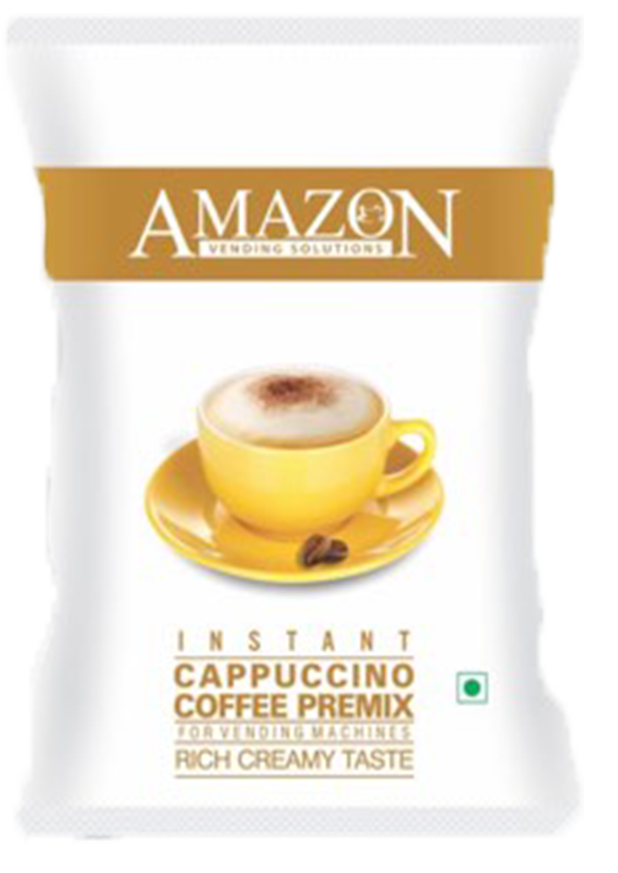 AMAZON
VENDING SOLUTIONS
INSTANT
CAPPUCCINO
COFFEE PREMIX
FOR VENDING MACHINES
RICH CREAMY TASTE